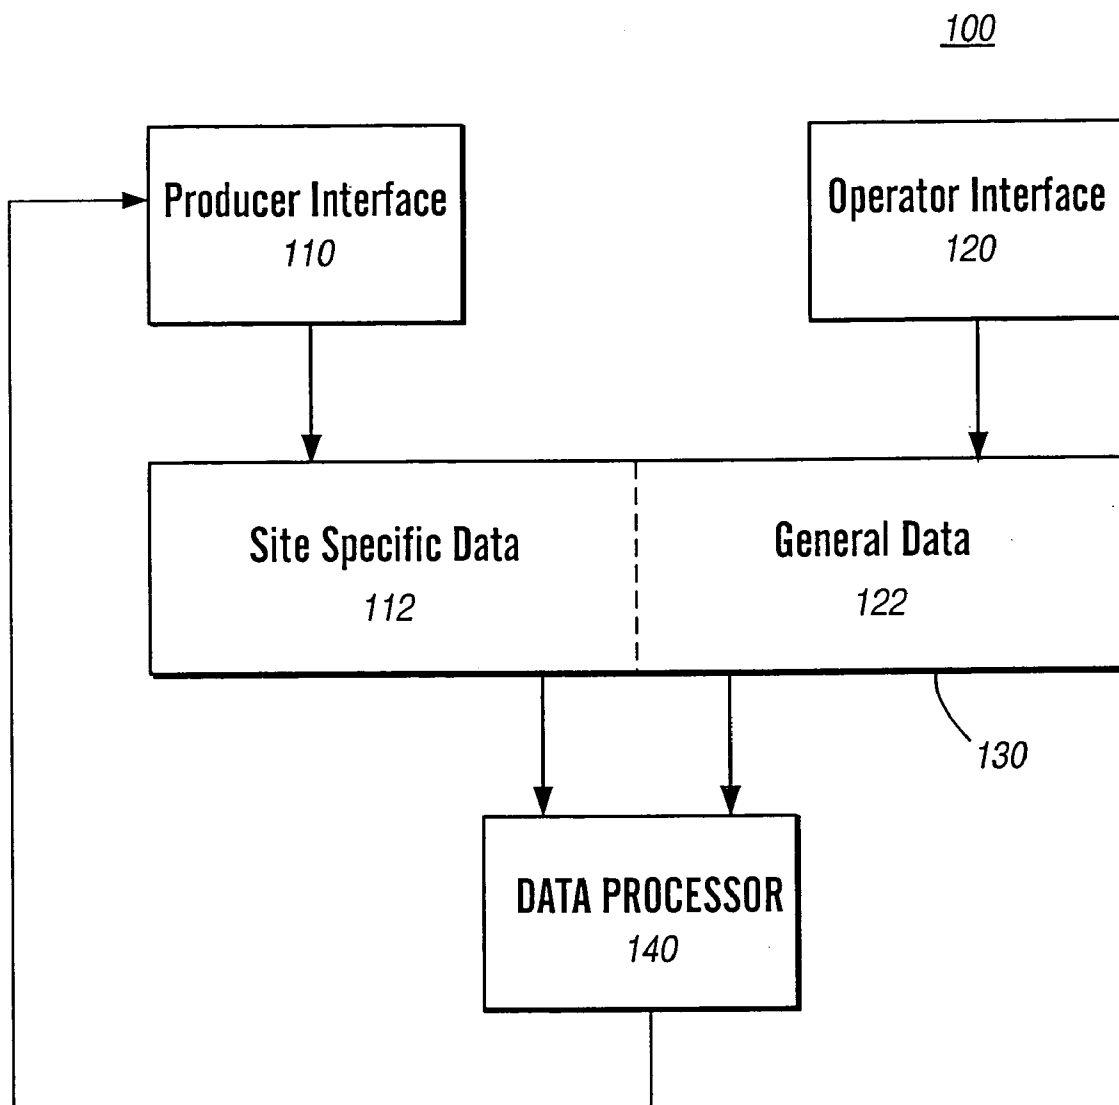 100
Producer Interface
110
Operator Interface
120
Site Specific Data
112
General Data
122
130
DATA PROCESSOR
140